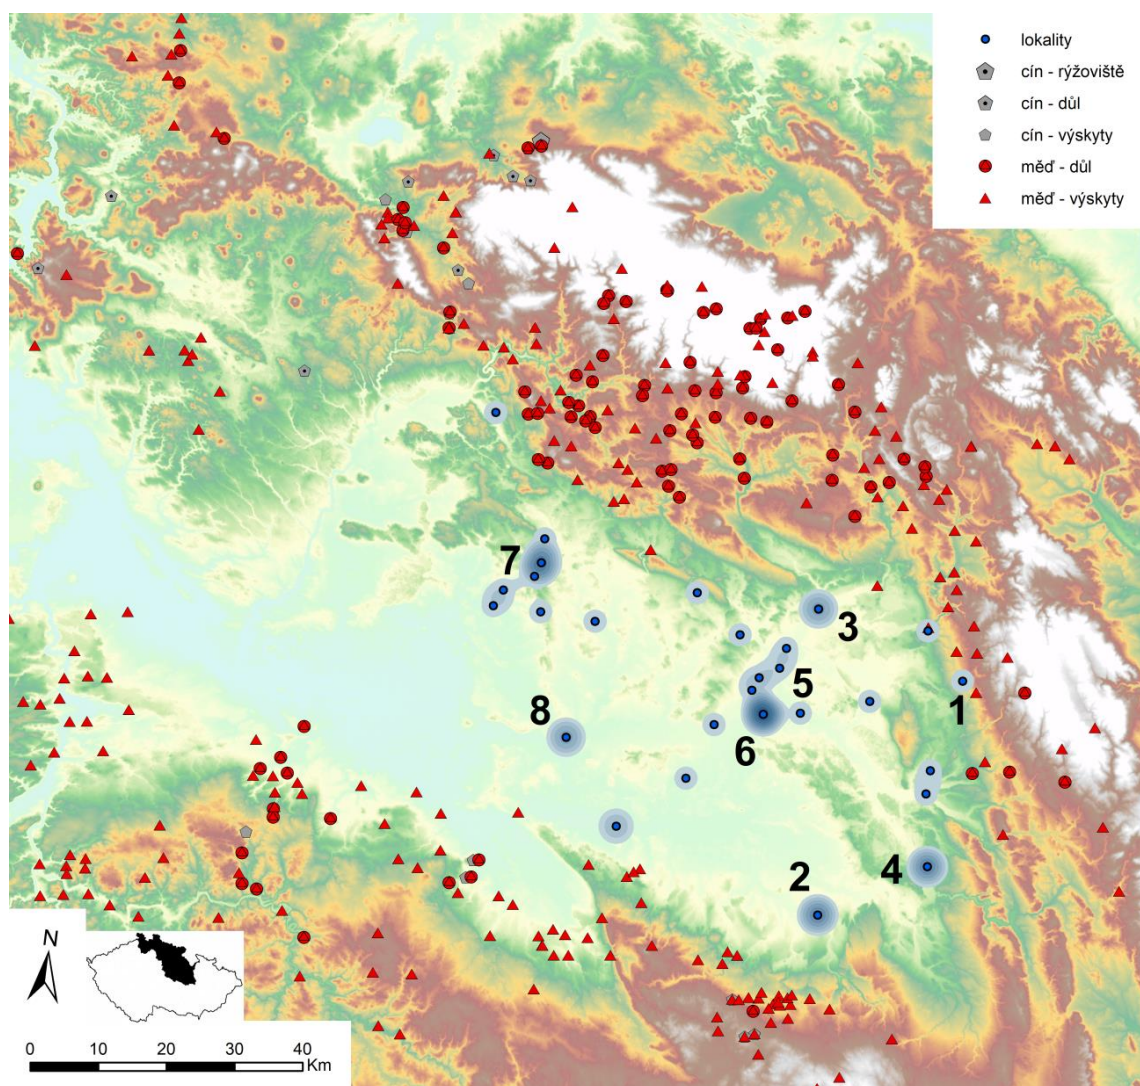 lokality
cín - rýžoviště
cín - důl
cín - výskyty
měď - důl
měď - výskyty
7
3
5
1
8
6
4
2
N
0 10 20 30 40 Km